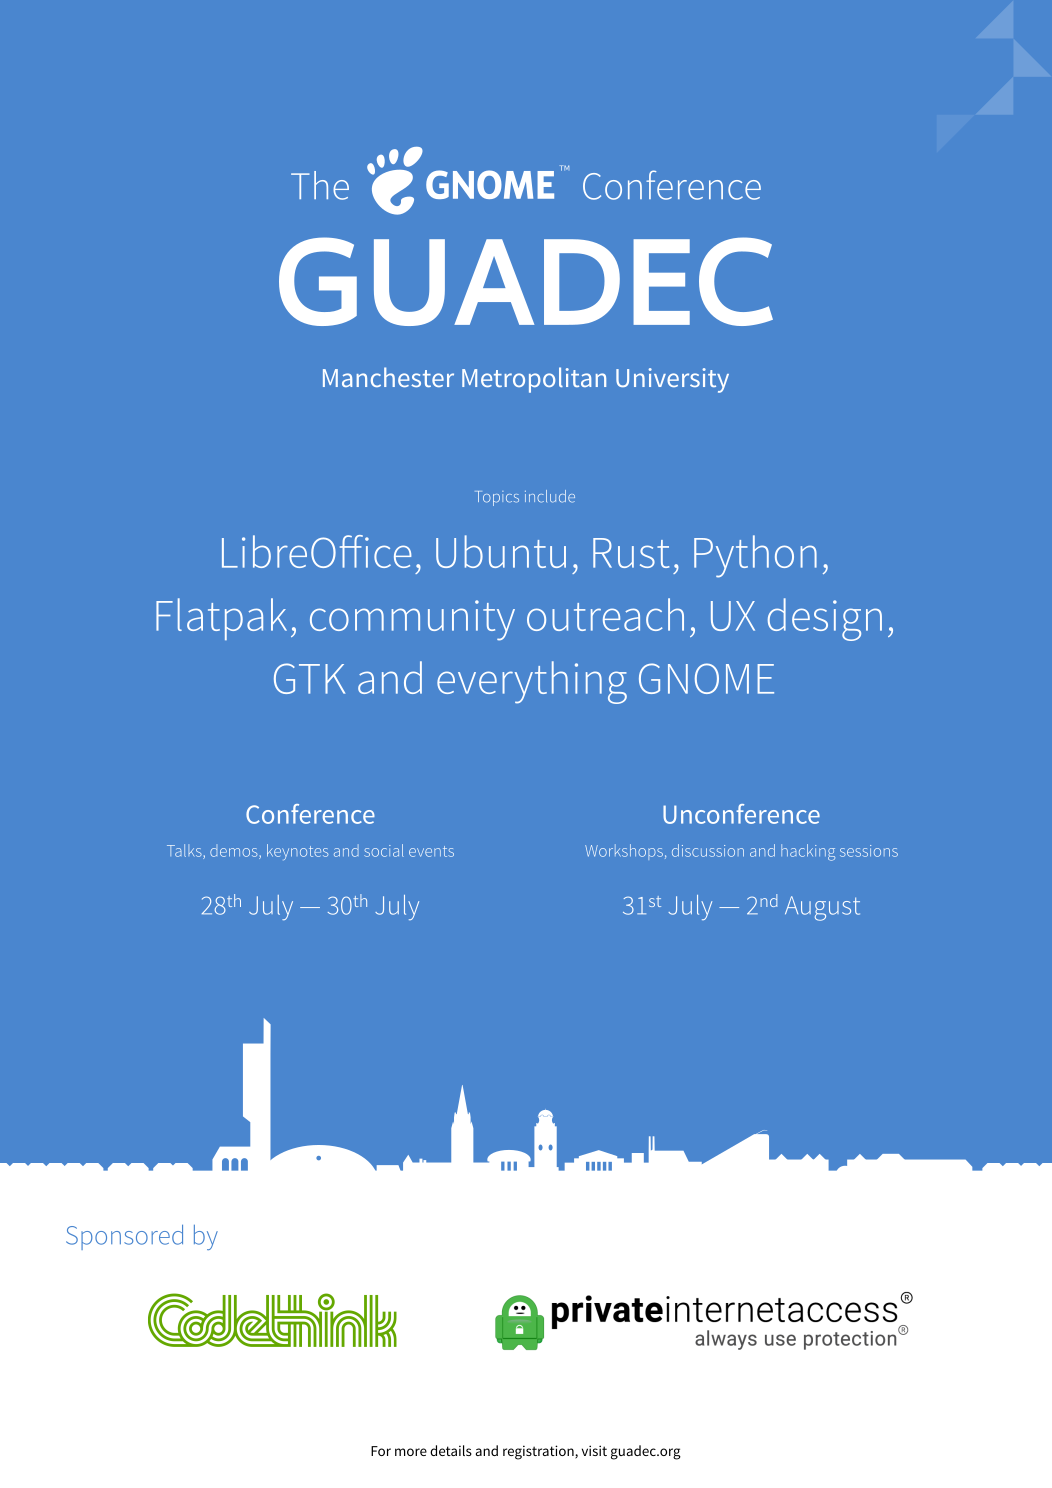 The GNOME™ Conference
GUADEC
Manchester Metropolitan University
Topics include
LibreOffice, Ubuntu, Rust, Python,
Flatpak, community outreach, UX design,
GTK and everything GNOME
Conference
Talks, demos, keynotes and social events
28th July — 30th July
Unconference
Workshops, discussion and hacking sessions
31st July — 2nd August
Sponsored by
Codethink
privateinternetaccess®
always use protection®
For more details and registration, visit guadec.org